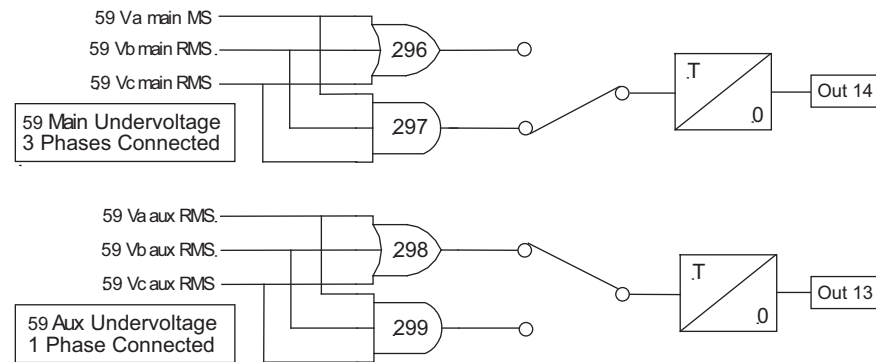 59 Va main MS
59 Vb main RMS.
59 Vc main RMS
.296
.297
59 Main Undervoltage
3 Phases Connected
.T
.0
Out 14
59 Va aux RMS.
59 Vb aux RMS.
59 Vc aux RMS
.298
.299
59 Aux Undervoltage
1 Phase Connected
.T
.0
Out 13